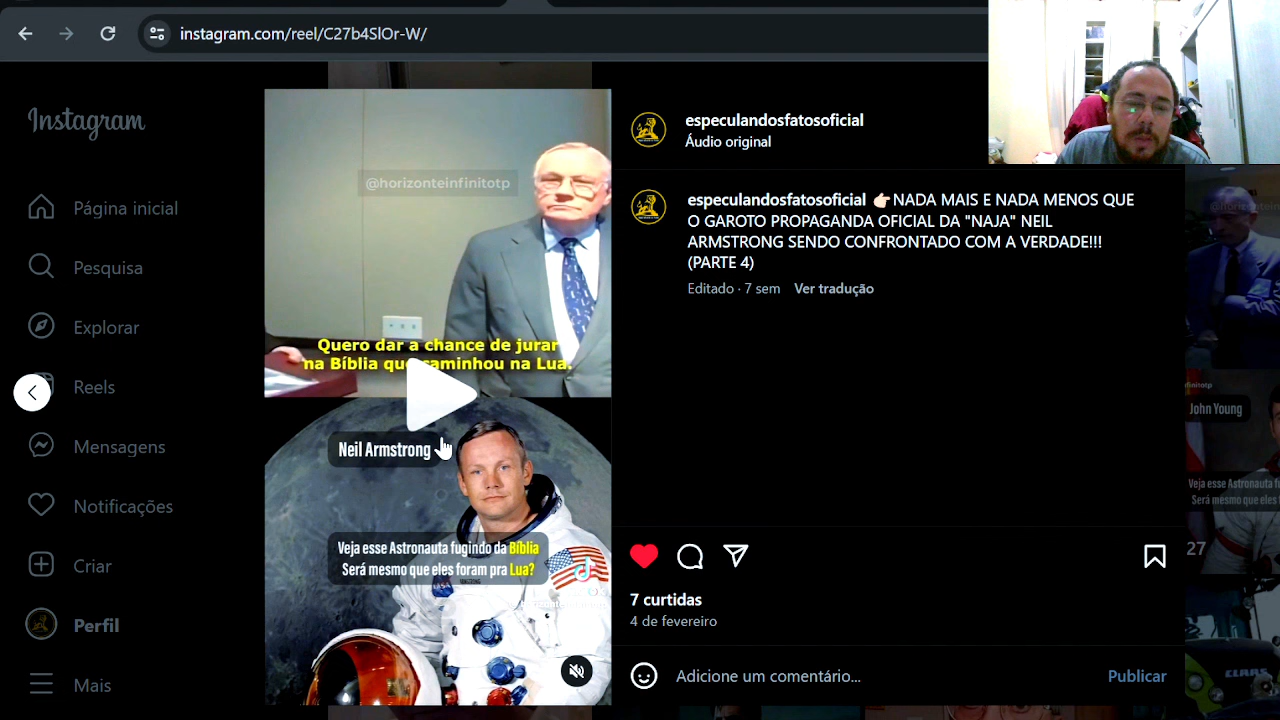 instagram.com/reel/C27b4SlOr-W/
Instagram
Página inicial
Pesquisa
Explorar
Reels
Mensagens
Notificações
Criar
Perfil
Mais
@horizonteinfinitotp
Quero dar a chance de jurar
na Bíblia que caminhou na Lua.
Neil Armstrong
Veja esse Astronauta fugindo da Bíblia
Será mesmo que eles foram pra Lua?
especulandosfatosoficial
Áudio original
especulandosfatosoficial 👉🏻NADA MAIS E NADA MENOS QUE
O GAROTO PROPAGANDA OFICIAL DA "NAJA" NEIL
ARMSTRONG SENDO CONFRONTADO COM A VERDADE!!!
(PARTE 4)
Editado · 7 sem Ver tradução
7 curtidas
4 de fevereiro
Adicione um comentário...
Publicar
John Young
Veja esse Astronauta
Será mesmo que eles
27
CLAAS